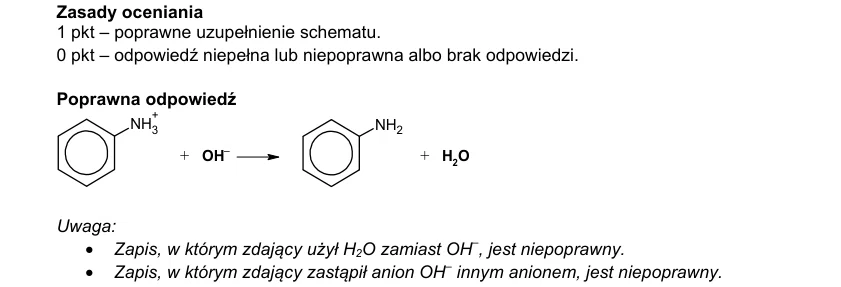 Zasady oceniania
1 pkt – poprawne uzupełnienie schematu.
0 pkt – odpowiedź niepełna lub niepoprawna albo brak odpowiedzi.
Poprawna odpowiedź
NH₃⁺ + OH⁻ → NH₂ + H₂O
Uwaga:
• Zapis, w którym zdający użył H₂O zamiast OH⁻, jest niepoprawny.
• Zapis, w którym zdający zastąpił anion OH⁻ innym anionem, jest niepoprawny.